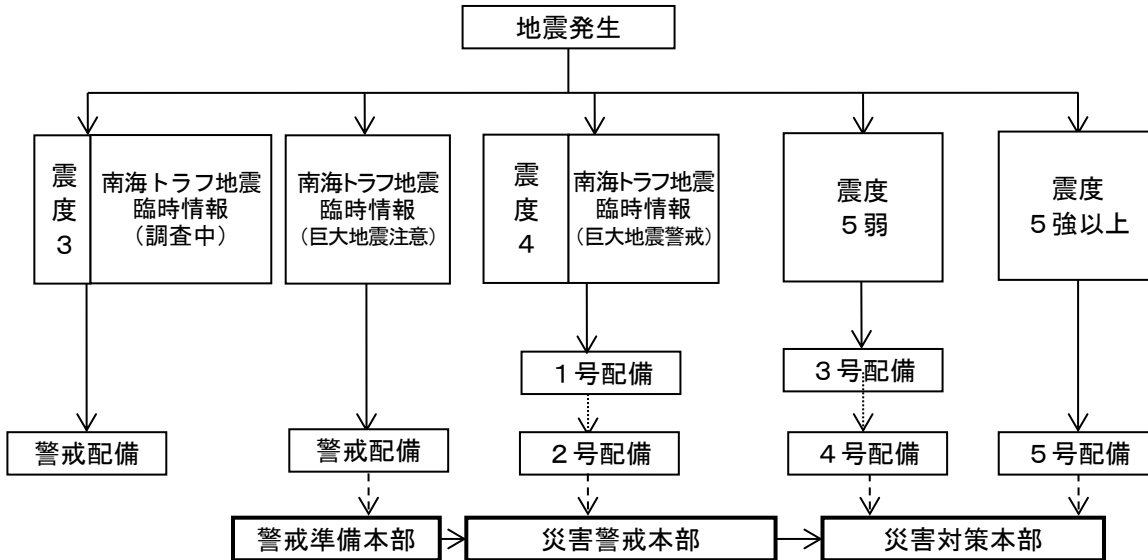 地震発生
震
度
３
南海トラフ地震
臨時情報
（調査中）
南海トラフ地震
臨時情報
（巨大地震注意）
震
度
４
南海トラフ地震
臨時情報
（巨大地震警戒）
震度
５弱
震度
５強以上
１号配備
３号配備
警戒配備
警戒配備
２号配備
４号配備
５号配備
警戒準備本部
災害警戒本部
災害対策本部